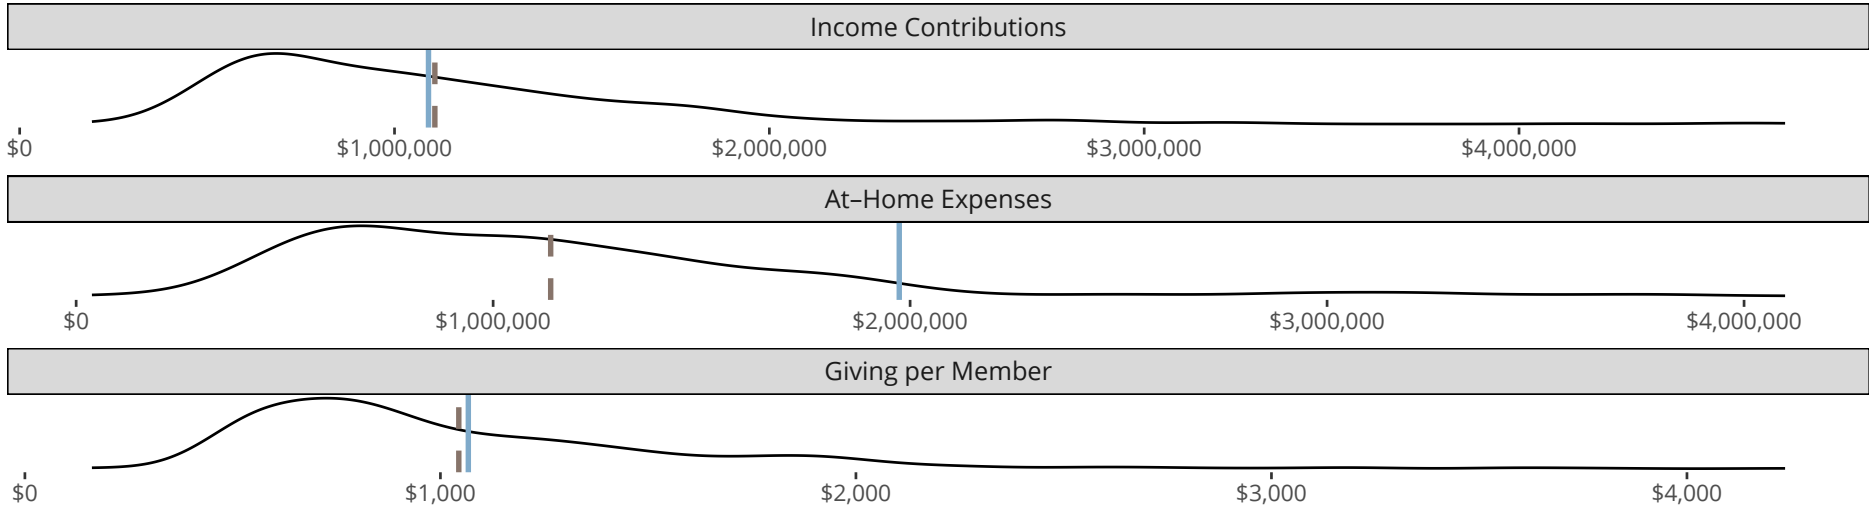 Income Contributions
$0 $1,000,000 $2,000,000 $3,000,000 $4,000,000
At–Home Expenses
$0 $1,000,000 $2,000,000 $3,000,000 $4,000,000
Giving per Member
$0 $1,000 $2,000 $3,000 $4,000